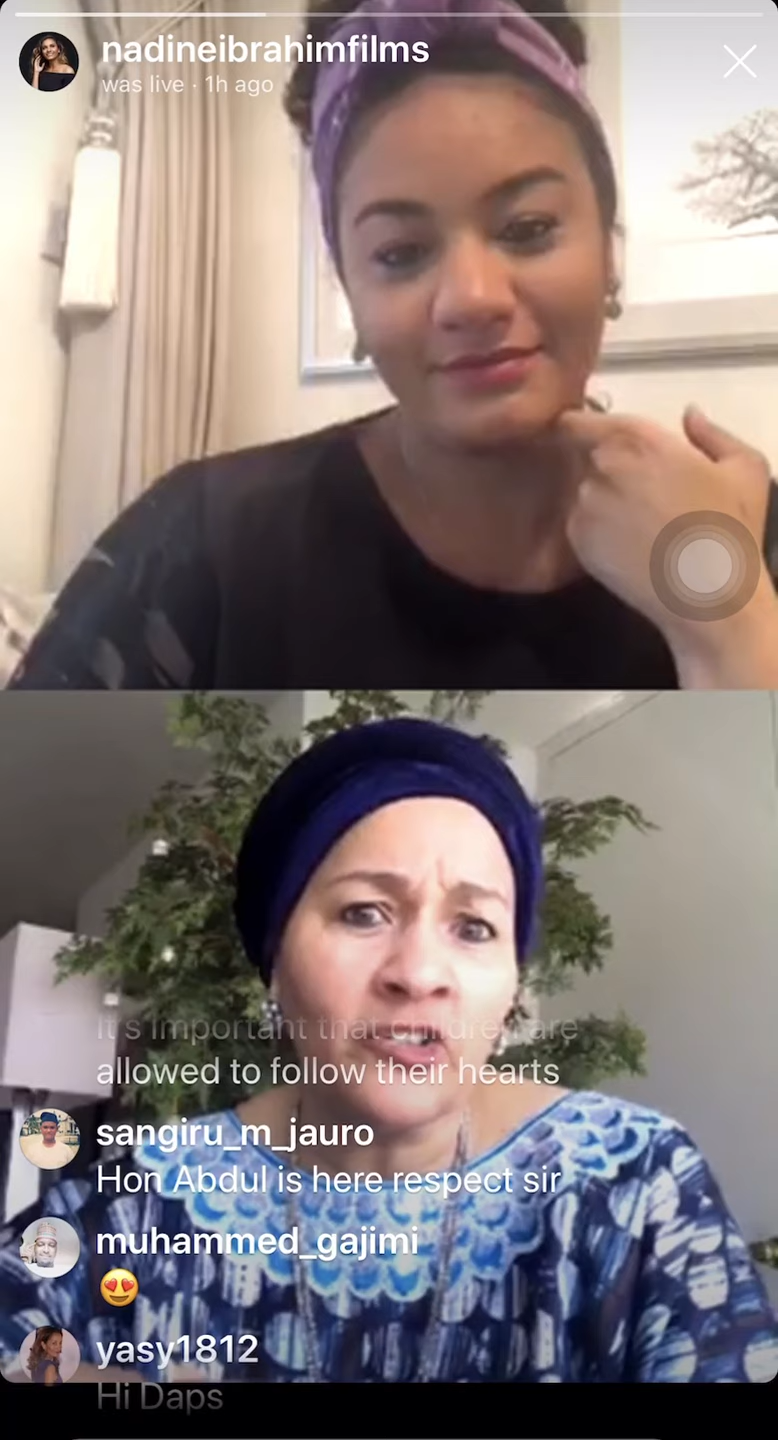 nadineibrahimfilms
was live · 1h ago
It's important that children are
allowed to follow their hearts
sangiru_m_jauro
Hon Abdul is here respect sir
muhammed_gajimi
😍
yasy1812
Hi Daps